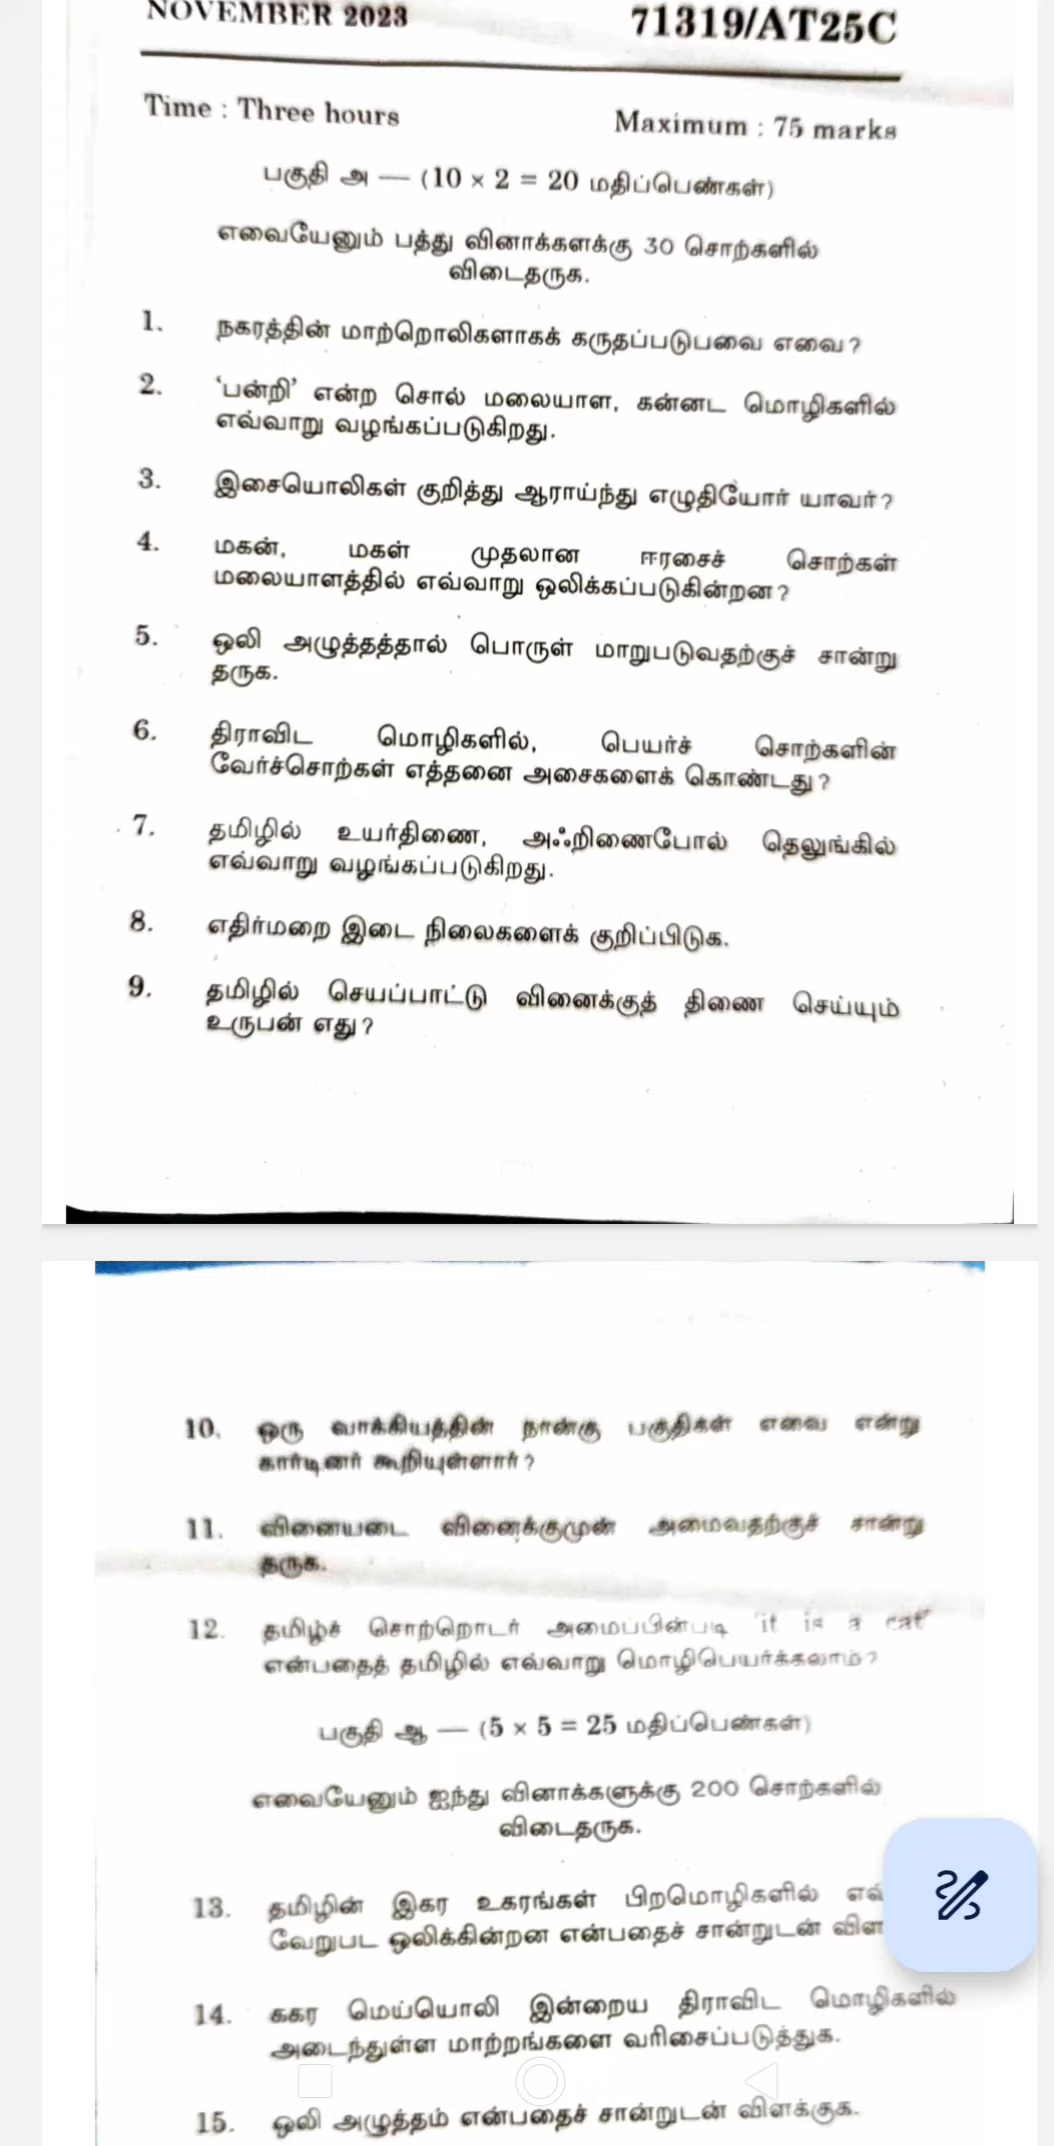 NOVEMBER 2023 71319/AT25C
Time : Three hours Maximum : 75 marks
பகுதி அ — (10 × 2 = 20 மதிப்பெண்கள்)
எவையேனும் பத்து வினாக்களக்கு 30 சொற்களில்
விடைதருக.
1. நகரத்தின் மாற்றொலிகளாகக் கருதப்படுபவை எவை?
2. ‘பன்றி’ என்ற சொல் மலையாள, கன்னட மொழிகளில்
எவ்வாறு வழங்கப்படுகிறது.
3. இசையொலிகள் குறித்து ஆராய்ந்து எழுதியோர் யாவர்?
4. மகன், மகள் முதலான ஈரசைச் சொற்கள்
மலையாளத்தில் எவ்வாறு ஒலிக்கப்படுகின்றன?
5. ஒலி அழுத்தத்தால் பொருள் மாறுபடுவதற்குச் சான்று
தருக.
6. திராவிட மொழிகளில், பெயர்ச் சொற்களின்
வேர்ச்சொற்கள் எத்தனை அசைகளைக் கொண்டது?
7. தமிழில் உயர்திணை, அஃறிணைபோல் தெலுங்கில்
எவ்வாறு வழங்கப்படுகிறது.
8. எதிர்மறை இடை நிலைகளைக் குறிப்பிடுக.
9. தமிழில் செயப்பாட்டு வினைக்குத் திணை செய்யும்
உருபன் எது?
10. ஒரு வாக்கியத்தின் நான்கு பகுதிகள் எவை என்று
கார்டினர் கூறியுள்ளார்?
11. வினையடை வினைக்குமுன் அமைவதற்குச் சான்று
தருக.
12. தமிழ்ச் சொற்றொடர் அமைப்பின்படி "it is a cat"
என்பதைத் தமிழில் எவ்வாறு மொழிபெயர்க்கலாம்?
பகுதி ஆ — (5 × 5 = 25 மதிப்பெண்கள்)
எவையேனும் ஐந்து வினாக்களுக்கு 200 சொற்களில்
விடைதருக.
13. தமிழின் இகர உகரங்கள் பிறமொழிகளில்
வேறுபட ஒலிக்கின்றன என்பதைச் சான்றுடன்
14. ககர மெய்யொலி இன்றைய திராவிட மொழிகளில்
அடைந்துள்ள மாற்றங்களை வரிசைப்படுத்துக.
15. ஒலி அழுத்தம் என்பதைச் சான்றுடன் விளக்குக.